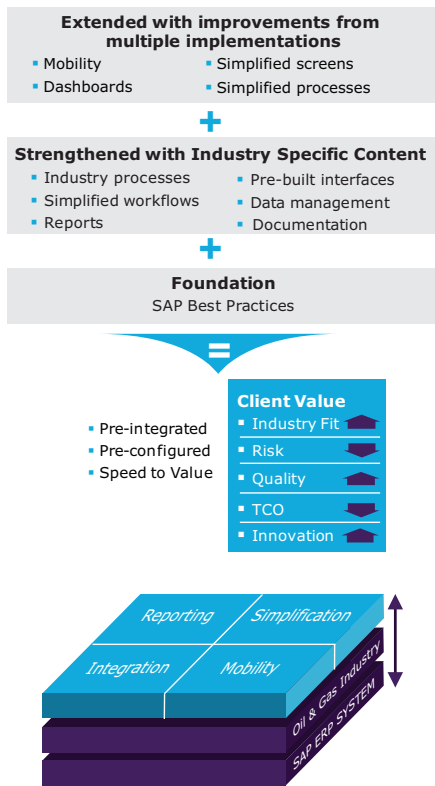 Extended with improvements from
multiple implementations
▪ Mobility
▪ Simplified screens
▪ Dashboards
▪ Simplified processes
+
Strengthened with Industry Specific Content
▪ Industry processes
▪ Pre-built interfaces
▪ Simplified workflows
▪ Data management
▪ Reports
▪ Documentation
+
Foundation
SAP Best Practices
=
▪ Pre-integrated
▪ Pre-configured
▪ Speed to Value
Client Value
▪ Industry Fit
▪ Risk
▪ Quality
▪ TCO
▪ Innovation
Reporting
Simplification
Integration
Mobility
Oil & Gas Industry
SAP ERP SYSTEM